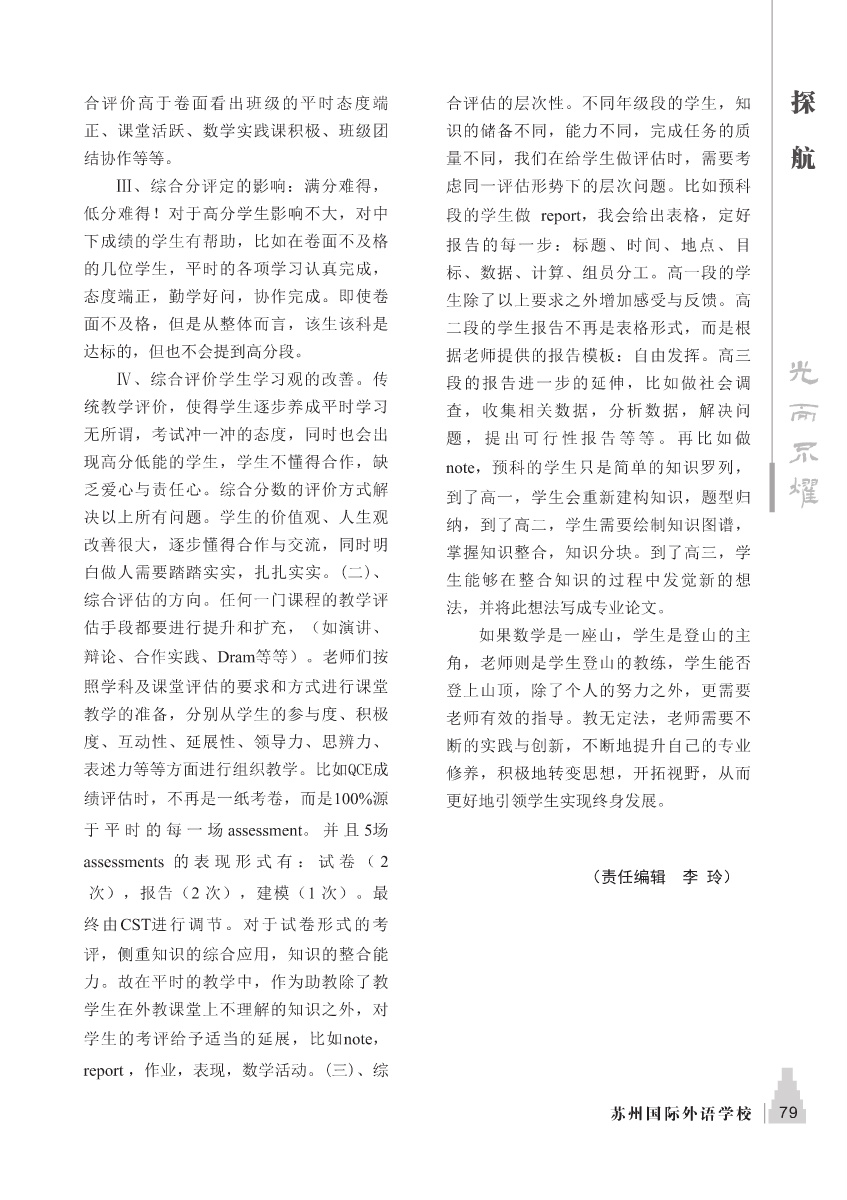 合评价高于卷面看出班级的平时态度端
正、课堂活跃、数学实践课积极、班级团
结协作等等。
Ⅲ、综合分评定的影响：满分难得，
低分难得！对于高分学生影响不大，对中
下成绩的学生有帮助，比如在卷面不及格
的几位学生，平时的各项学习认真完成，
态度端正，勤学好问，协作完成。即使卷
面不及格，但是从整体而言，该生该科是
达标的，但也不会提到高分段。
Ⅳ、综合评价学生学习观的改善。传
统教学评价，使得学生逐步养成平时学习
无所谓，考试冲一冲的态度，同时也会出
现高分低能的学生，学生不懂得合作，缺
乏爱心与责任心。综合分数的评价方式解
决以上所有问题。学生的价值观、人生观
改善很大，逐步懂得合作与交流，同时明
白做人需要踏踏实实，扎扎实实。(二)、
综合评估的方向。任何一门课程的教学评
估手段都要进行提升和扩充，（如演讲、
辩论、合作实践、Dram等等）。老师们按
照学科及课堂评估的要求和方式进行课堂
教学的准备，分别从学生的参与度、积极
度、互动性、延展性、领导力、思辨力、
表述力等等方面进行组织教学。比如QCE成
绩评估时，不再是一纸考卷，而是100%源
于平时的每一场assessment。并且5场
assessments 的表现形式有：试卷（2
次），报告（2 次），建模（1 次）。最
终由CST进行调节。对于试卷形式的考
评，侧重知识的综合应用，知识的整合能
力。故在平时的教学中，作为助教除了教
学生在外教课堂上不理解的知识之外，对
学生的考评给予适当的延展，比如note，
report ，作业，表现，数学活动。(三)、综
合评估的层次性。不同年级段的学生，知
识的储备不同，能力不同，完成任务的质
量不同，我们在给学生做评估时，需要考
虑同一评估形势下的层次问题。比如预科
段的学生做 report，我会给出表格，定好
报告的每一步：标题、时间、地点、目
标、数据、计算、组员分工。高一段的学
生除了以上要求之外增加感受与反馈。高
二段的学生报告不再是表格形式，而是根
据老师提供的报告模板：自由发挥。高三
段的报告进一步的延伸，比如做社会调
查，收集相关数据，分析数据，解决问
题，提出可行性报告等等。再比如做
note，预科的学生只是简单的知识罗列，
到了高一，学生会重新建构知识，题型归
纳，到了高二，学生需要绘制知识图谱，
掌握知识整合，知识分块。到了高三，学
生能够在整合知识的过程中发觉新的想
法，并将此想法写成专业论文。
如果数学是一座山，学生是登山的主
角，老师则是学生登山的教练，学生能否
登上山顶，除了个人的努力之外，更需要
老师有效的指导。教无定法，老师需要不
断的实践与创新，不断地提升自己的专业
修养，积极地转变思想，开拓视野，从而
更好地引领学生实现终身发展。
（责任编辑　李 玲）
探航
光而不耀
苏州国际外语学校
79